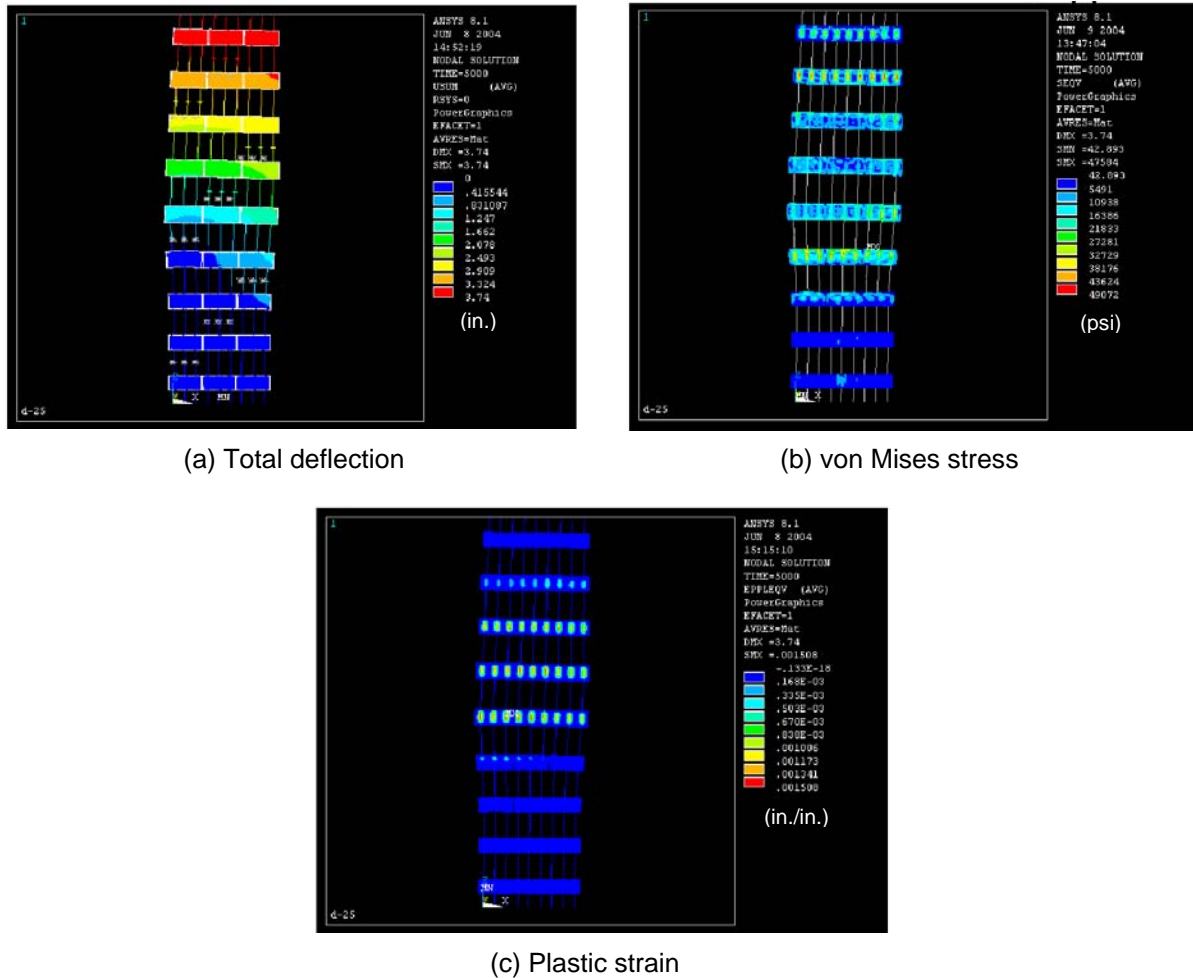 1
ANSYS 8.1
JUN 8 2004
14:52:19
NODAL SOLUTION
TIME=5000
USUM (AVG)
RSYS=0
PowerGraphics
EFACET=1
AVRES=Mat
DMX =3.74
SMX =3.74
0
.415544
.831087
1.247
1.662
2.078
2.493
2.909
3.324
3.74
(in.)
X
MN
d-25
(a) Total deflection
1
ANSYS 8.1
JUN 9 2004
13:47:04
NODAL SOLUTION
TIME=5000
SEQV (AVG)
PowerGraphics
EFACET=1
AVRES=Mat
DMX =3.74
SMN =42.893
SMX =47584
42.893
5491
10938
16386
21833
27281
32729
38176
43624
49072
(psi)
X
d-25
(b) von Mises stress
1
ANSYS 8.1
JUN 8 2004
15:15:10
NODAL SOLUTION
TIME=5000
EPPLEQV (AVG)
PowerGraphics
EFACET=1
AVRES=Mat
DMX =3.74
SMX =.001508
-.133E-18
.168E-03
.335E-03
.503E-03
.670E-03
.838E-03
.001006
.001173
.001341
.001508
(in./in.)
MN
X
d-25
(c) Plastic strain